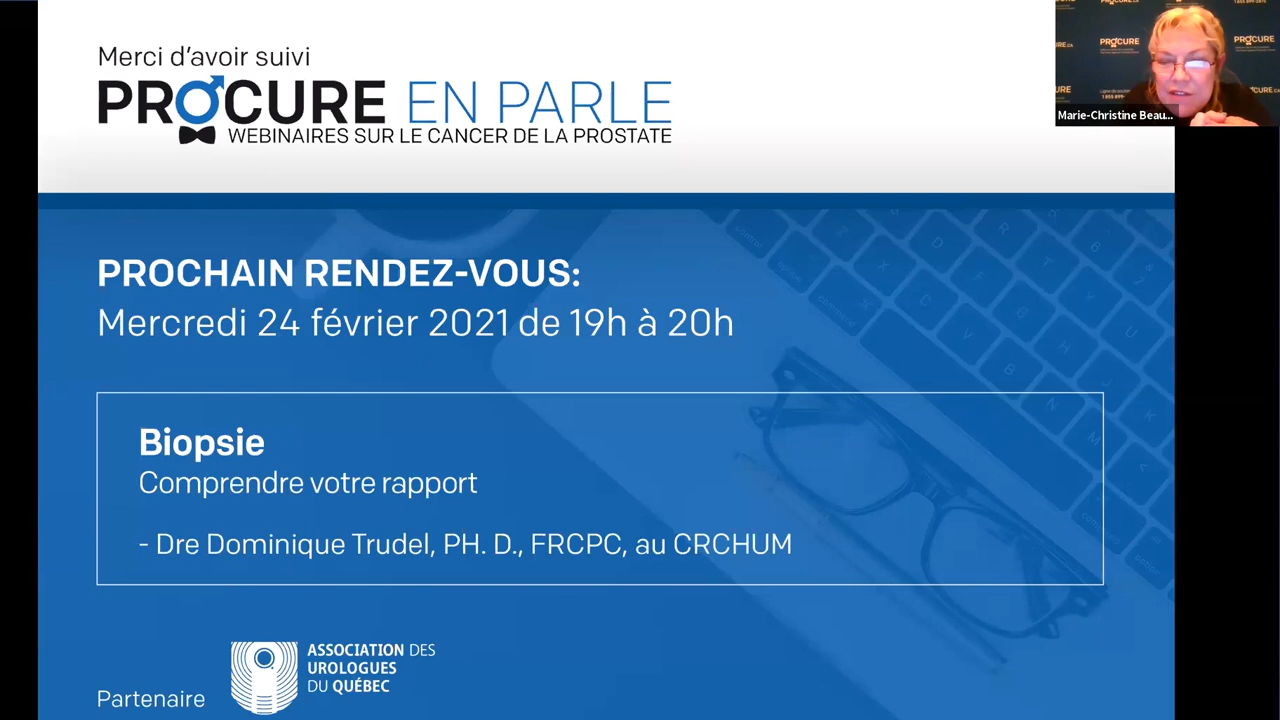 Merci d'avoir suivi
PROCURE EN PARLE
WEBINAIRES SUR LE CANCER DE LA PROSTATE
PROCURE
PROCURE
Marie-Christine Beau...
PROCHAIN RENDEZ-VOUS:
Mercredi 24 février 2021 de 19h à 20h
Biopsie
Comprendre votre rapport
- Dre Dominique Trudel, PH. D., FRCPC, au CRCHUM
Partenaire
ASSOCIATION DES
UROLOGUES
DU QUÉBEC